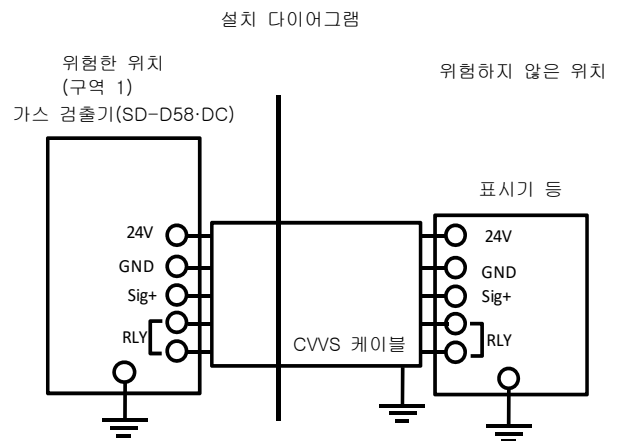 설치 다이어그램
위험한 위치
(구역 1)
가스 검출기(SD-D58·DC)
위험하지 않은 위치
표시기 등
24V
GND
Sig+
RLY
CVVS 케이블
24V
GND
Sig+
RLY